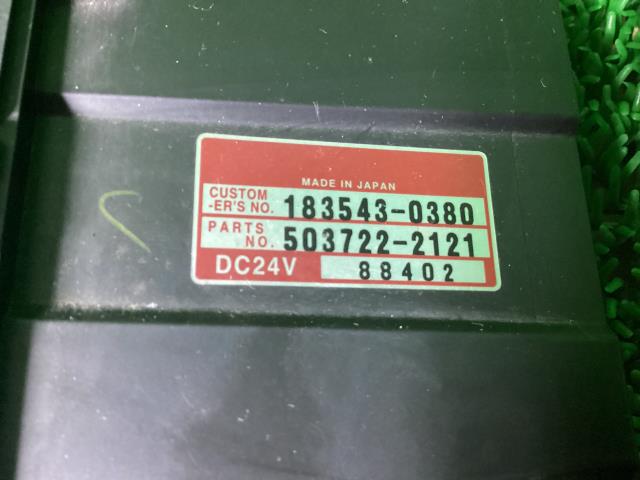 MADE IN JAPAN
CUSTOM
-ER'S NO. 183543-0380
PARTS
NO. 503722-2121
DC24V 88402